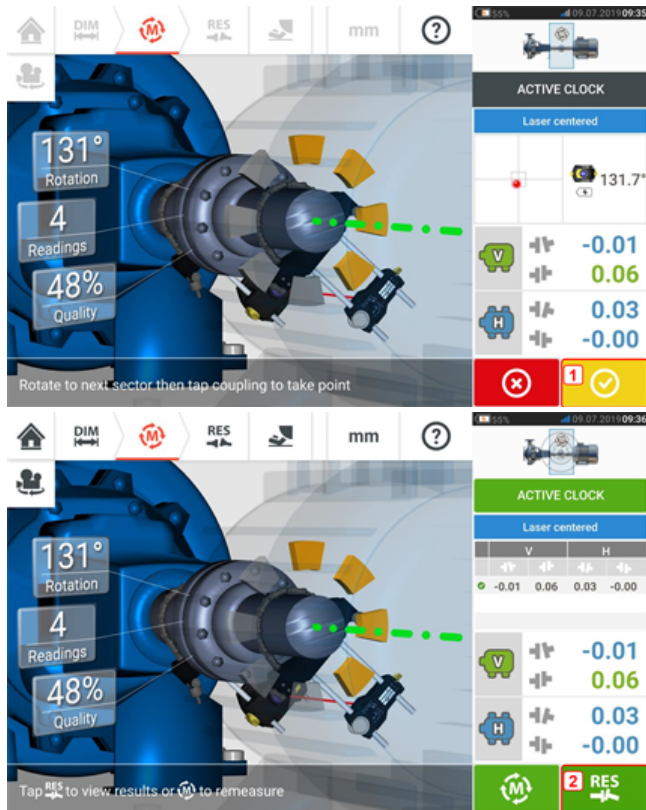 DIM
M
RES
mm
?
55% 09.07.2019 09:35
ACTIVE CLOCK
Laser centered
131°
Rotation
4
Readings
48%
Quality
131.7°
V
-0.01
0.06
H
0.03
-0.00
Rotate to next sector then tap coupling to take point
1
DIM
M
RES
mm
?
55% 09.07.2019 09:36
ACTIVE CLOCK
Laser centered
V H
-0.01 0.06 0.03 -0.00
131°
Rotation
4
Readings
48%
Quality
V
-0.01
0.06
H
0.03
-0.00
Tap RES to view results or M to remeasure
M
2 RES